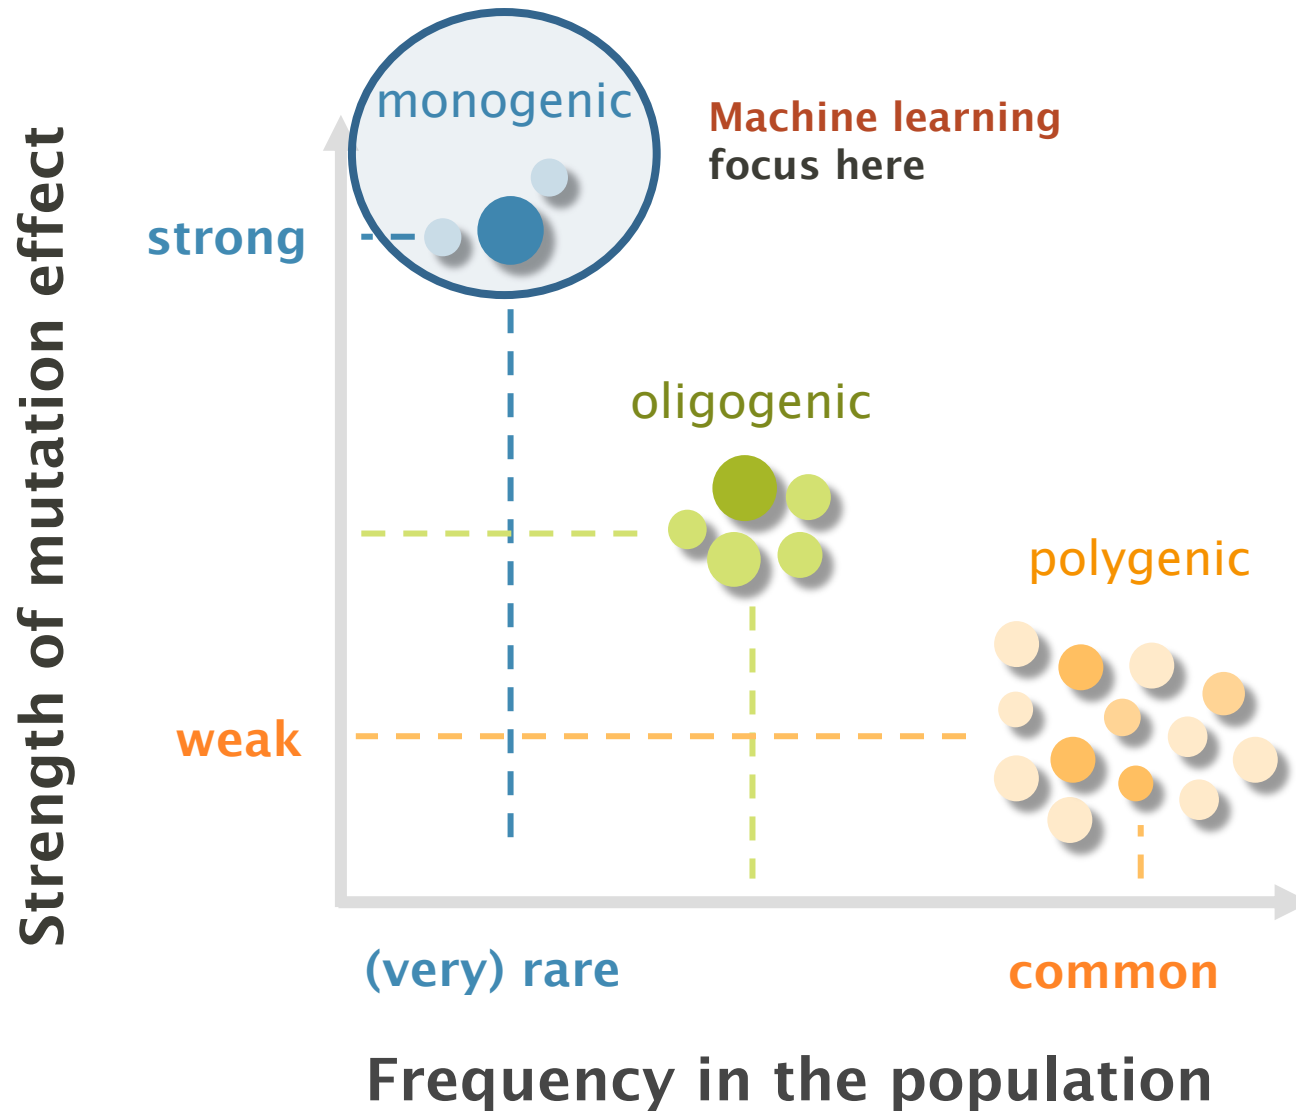 monogenic
Machine learning
focus here
Strength of mutation effect
strong
oligogenic
polygenic
weak
(very) rare
common
Frequency in the population